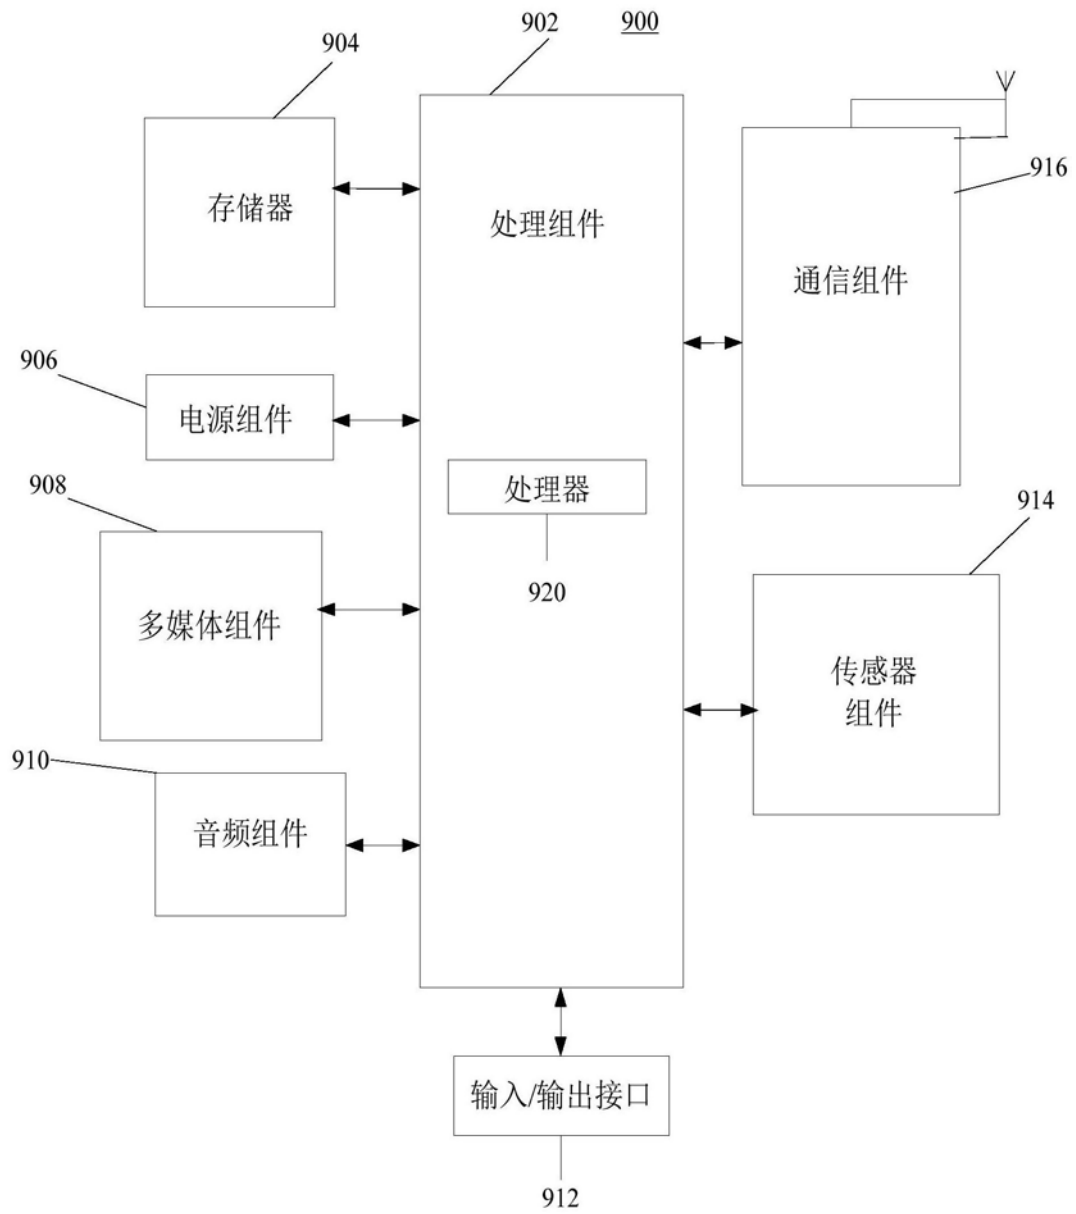 902
900
904
916
存储器
处理组件
通信组件
906
电源组件
908
处理器
914
920
多媒体组件
传感器
组件
910
音频组件
输入/输出接口
912